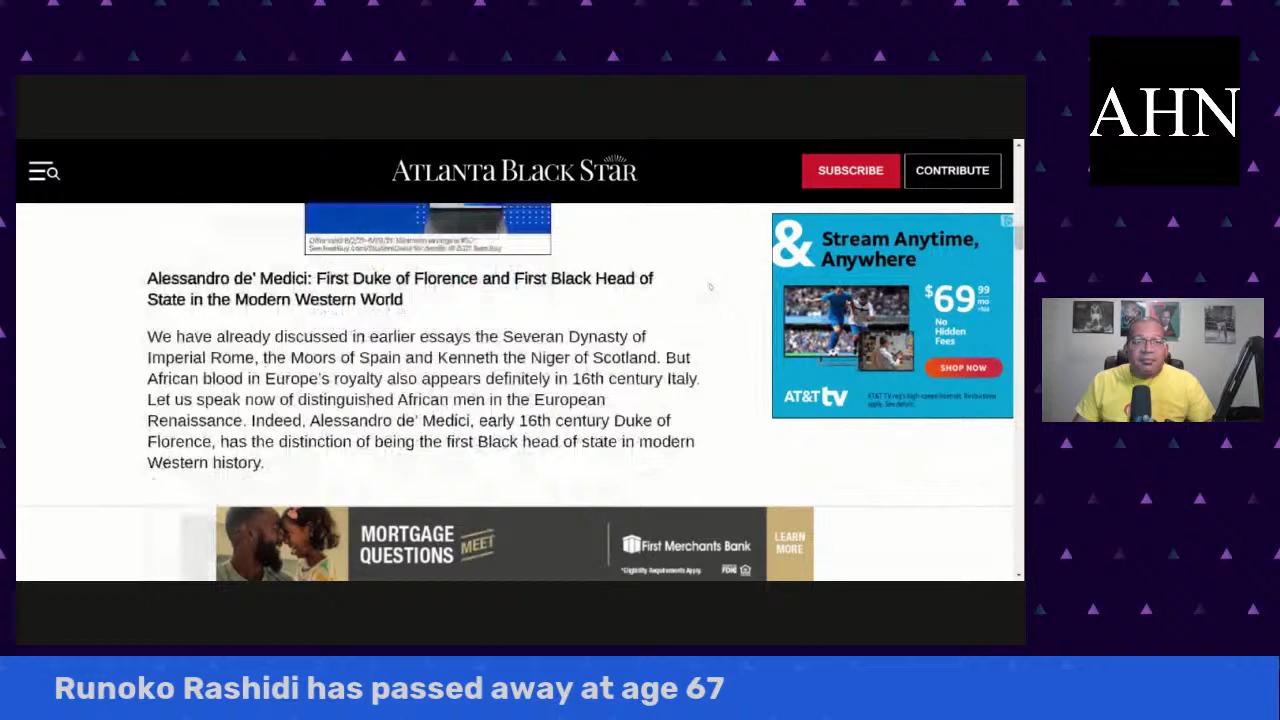 AHN
ATLANTA BLACK STAR
SUBSCRIBE
CONTRIBUTE
Alessandro de' Medici: First Duke of Florence and First Black Head of
State in the Modern Western World
We have already discussed in earlier essays the Severan Dynasty of
Imperial Rome, the Moors of Spain and Kenneth the Niger of Scotland. But
African blood in Europe's royalty also appears definitely in 16th century Italy.
Let us speak now of distinguished African men in the European
Renaissance. Indeed, Alessandro de' Medici, early 16th century Duke of
Florence, has the distinction of being the first Black head of state in modern
Western history.
&
Stream Anytime,
Anywhere
$69 99
mo
No
Hidden
Fees
SHOP NOW
AT&T tv
MORTGAGE
QUESTIONS MEET
First Merchants Bank
*Eligibility Requirements Apply.
FDIC
LEARN
MORE
Runoko Rashidi has passed away at age 67